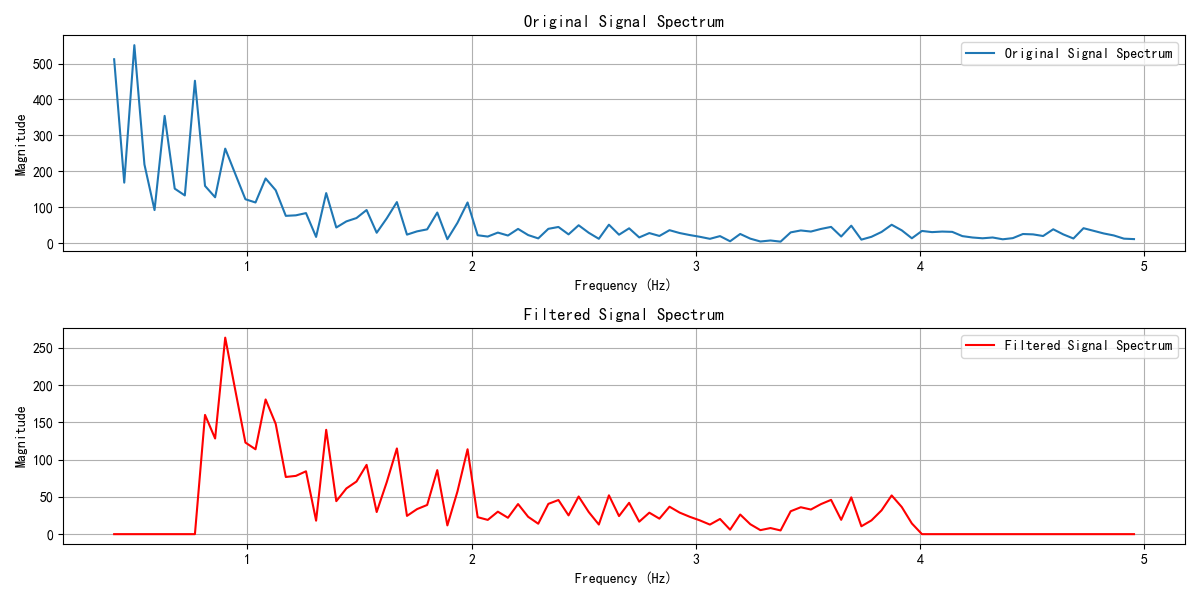 Original Signal Spectrum
Original Signal Spectrum
Magnitude
500
400
300
200
100
0
1 2 3 4 5
Frequency (Hz)
Filtered Signal Spectrum
Filtered Signal Spectrum
Magnitude
250
200
150
100
50
0
1 2 3 4 5
Frequency (Hz)